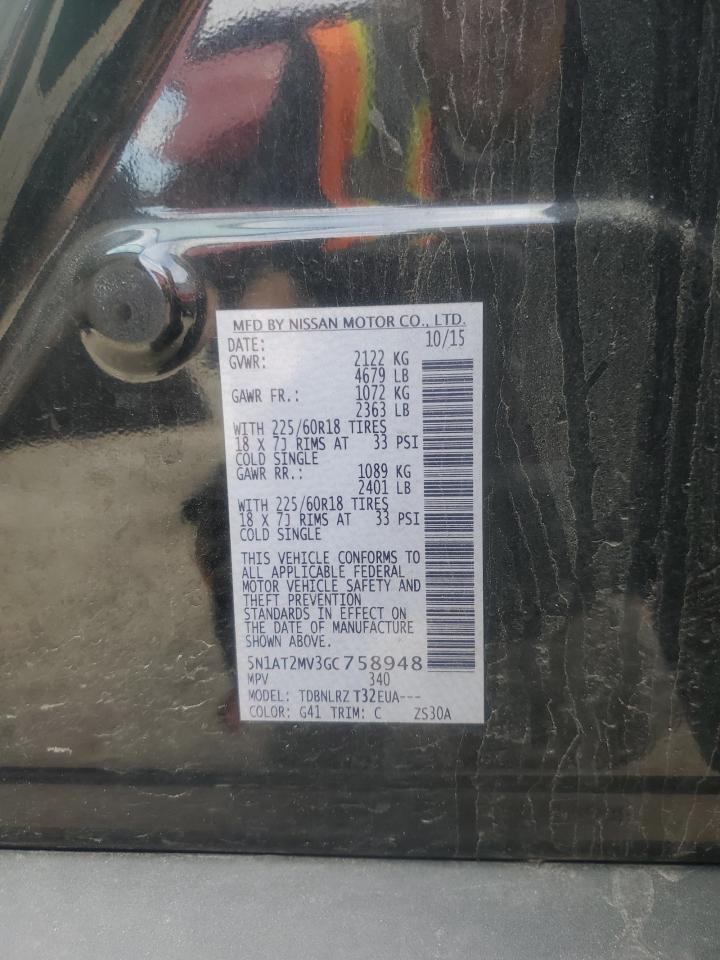 MFD BY NISSAN MOTOR CO., LTD.
DATE: 10/15
GVWR: 2122 KG
4679 LB
GAWR FR.: 1072 KG
2363 LB
WITH 225/60R18 TIRES
18 X 7J RIMS AT 33 PSI
COLD SINGLE
GAWR RR.: 1089 KG
2401 LB
WITH 225/60R18 TIRES
18 X 7J RIMS AT 33 PSI
COLD SINGLE
THIS VEHICLE CONFORMS TO
ALL APPLICABLE FEDERAL
MOTOR VEHICLE SAFETY AND
THEFT PREVENTION
STANDARDS IN EFFECT ON
THE DATE OF MANUFACTURE
SHOWN ABOVE.
5N1AT2MV3GC758948
MPV 340
MODEL: TDBNLRZ T32EUA---
COLOR: G41 TRIM: C ZS30A